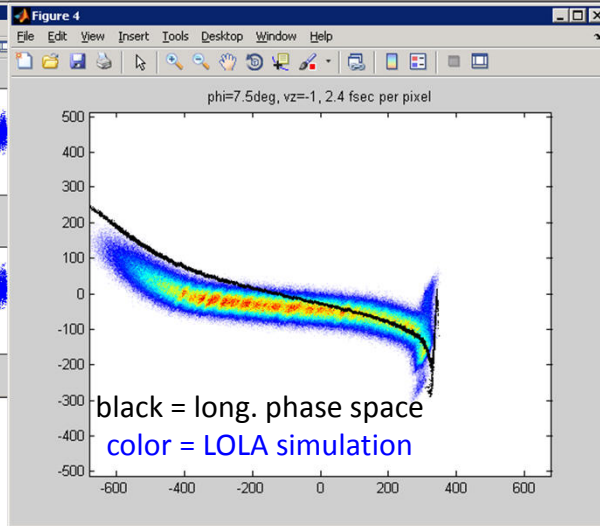 Figure 4
File Edit View Insert Tools Desktop Window Help
phi=7.5deg, vz=-1, 2.4 fsec per pixel
500
400
300
200
100
0
-100
-200
-300
-400
-500
black = long. phase space
color = LOLA simulation
-600 -400 -200 0 200 400 600